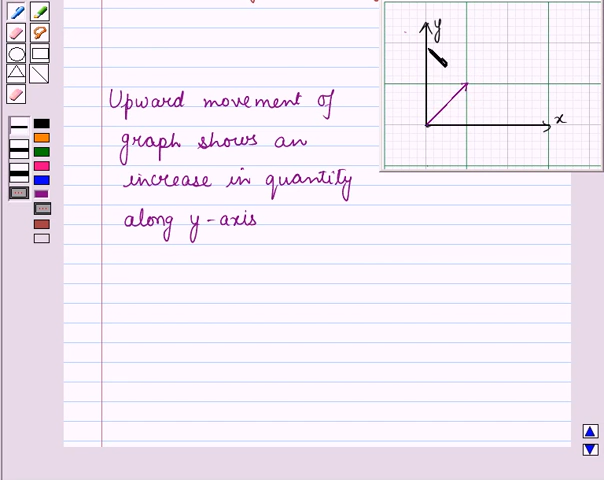 y
x
Upward movement of
graph shows an
increase in quantity
along y-axis